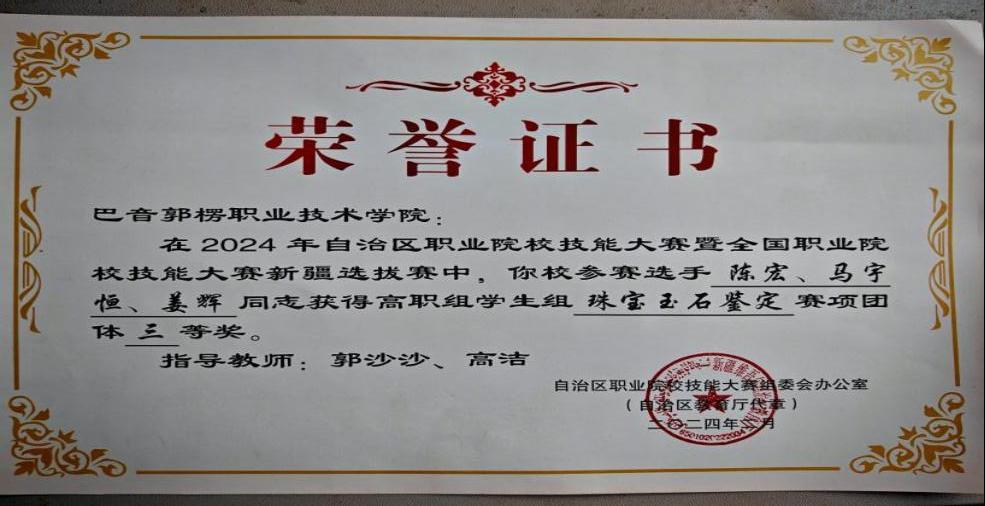 荣誉证书
巴音郭楞职业技术学院：
在2024年自治区职业院校技能大赛暨全国职业院
校技能大赛新疆选拔赛中，你校参赛选手 陈宏、马宇
恒、姜辉 同志获得高职组学生组 珠宝玉石鉴定 赛项团
体 三 等奖。
指导教师：郭沙沙、高洁
自治区职业院校技能大赛组委会办公室
（自治区教育厅代章）
二〇二四年 月